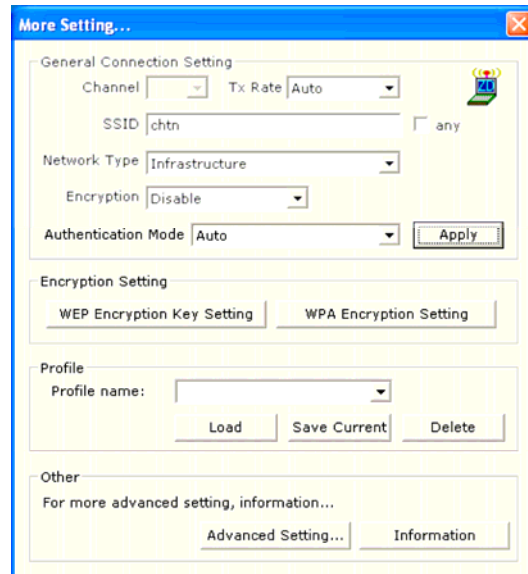 More Setting...
General Connection Setting
Channel Tx Rate Auto
SSID chtn any
Network Type Infrastructure
Encryption Disable
Authentication Mode Auto Apply
Encryption Setting
WEP Encryption Key Setting WPA Encryption Setting
Profile
Profile name:
Load Save Current Delete
Other
For more advanced setting, information...
Advanced Setting... Information